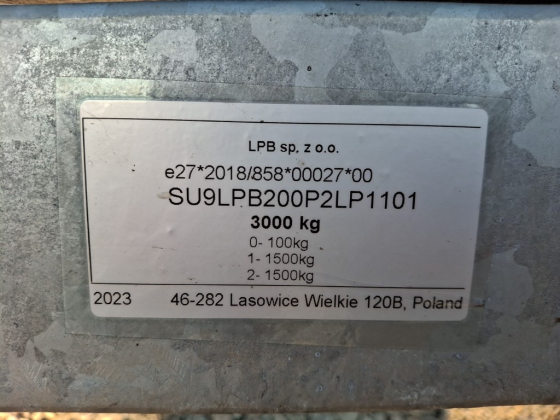 LPB sp. z o.o.
e27*2018/858*00027*00
SU9LPB200P2LP1101
3000 kg
0- 100kg
1- 1500kg
2- 1500kg
2023 46-282 Lasowice Wielkie 120B, Poland